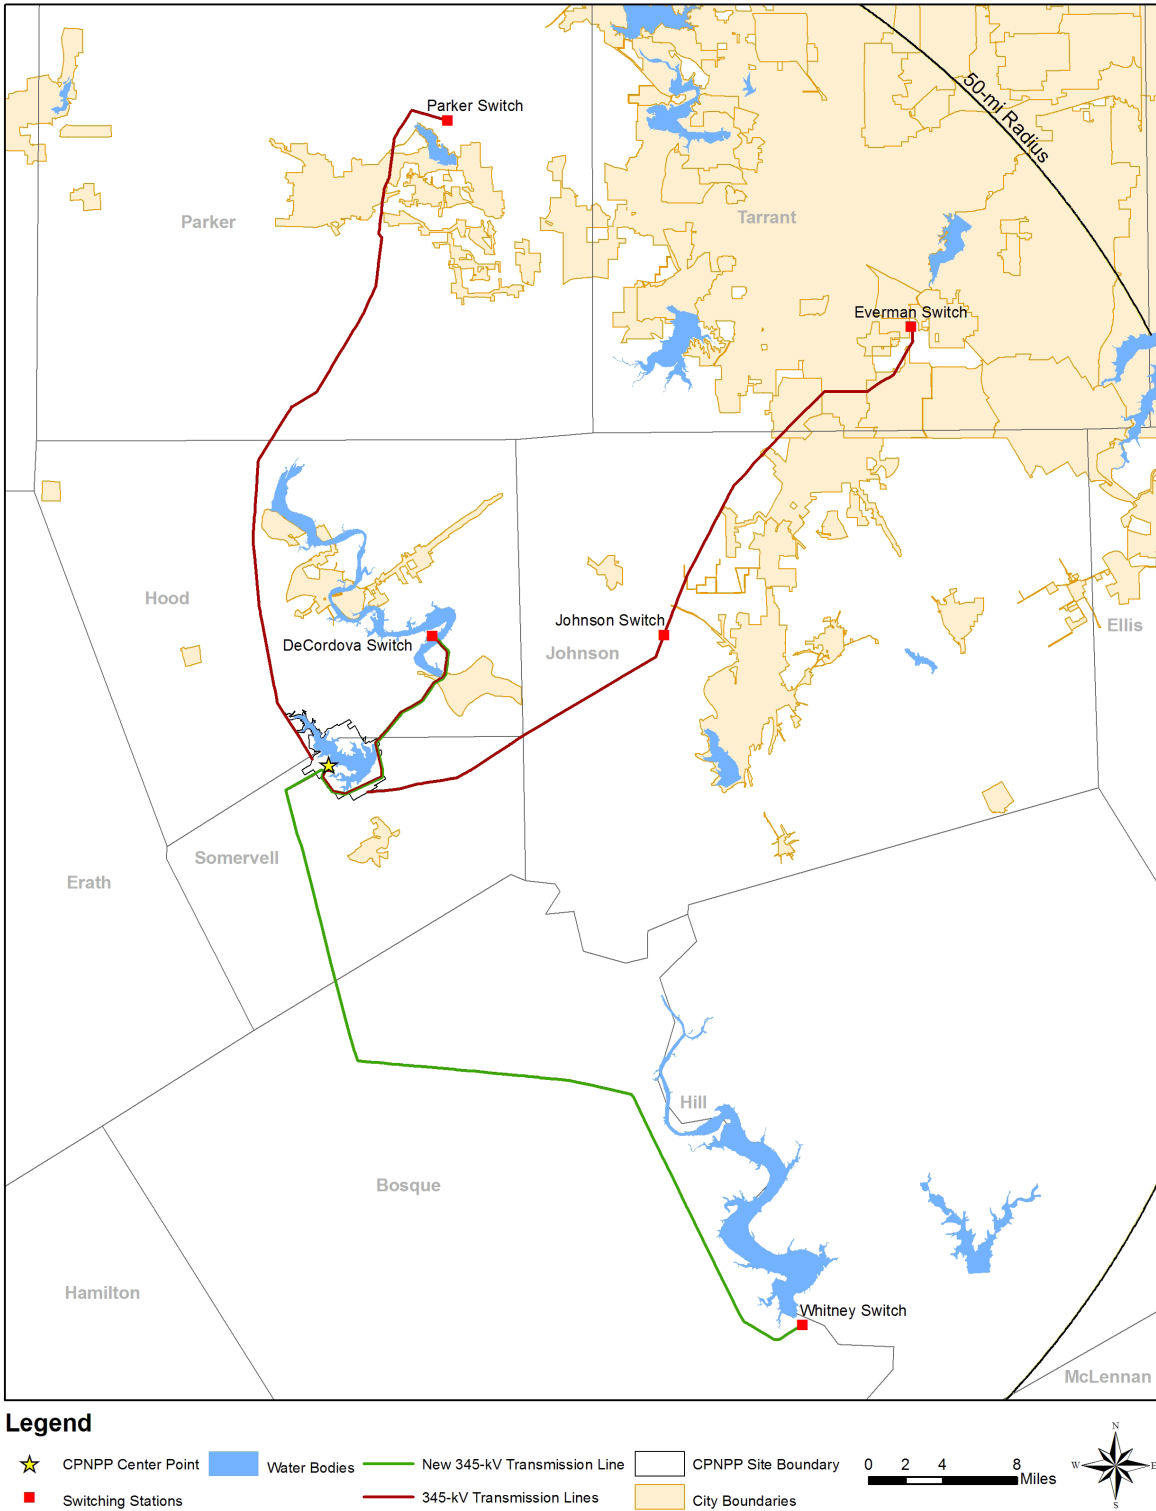 Parker Switch
50-mi Radius
Parker
Tarrant
Everman Switch
Hood
Johnson Switch
DeCordova Switch
Johnson
Ellis
Somervell
Erath
Hill
Bosque
Hamilton
Whitney Switch
McLennan
Legend
CPNPP Center Point
Water Bodies
New 345-kV Transmission Line
CPNPP Site Boundary
0 2 4 8
Miles
N
W E
S
Switching Stations
345-kV Transmission Lines
City Boundaries